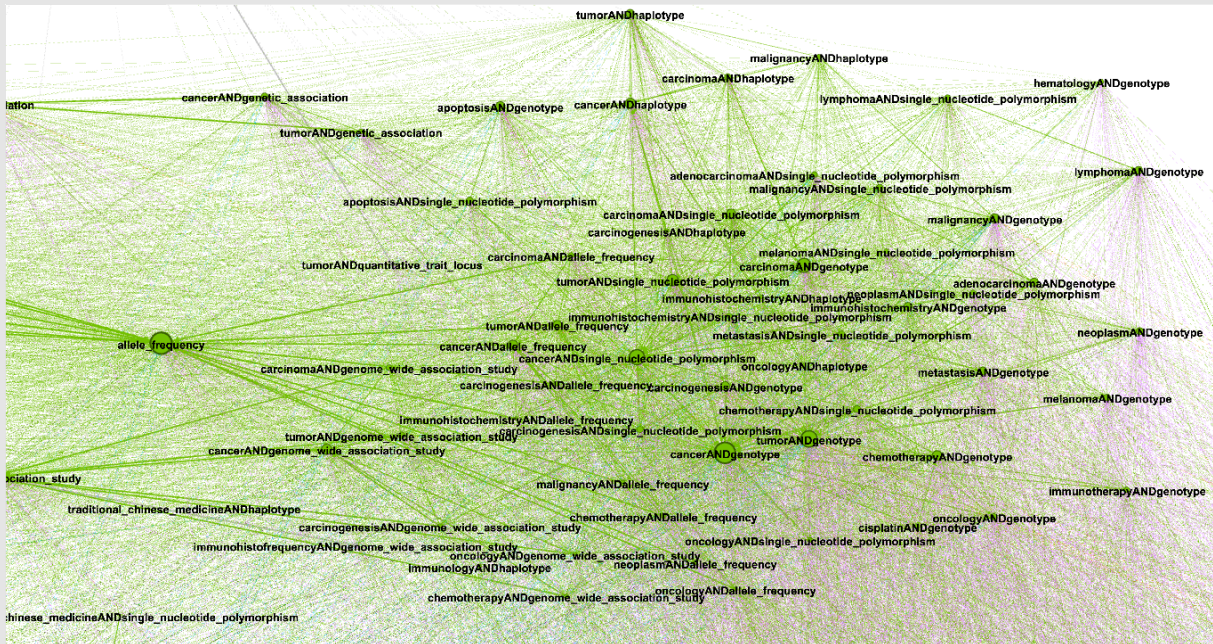 tumorANDhaplotype
malignancyANDhaplotype
carcinomaANDhaplotype
hematologyANDgenotype
cancerANDgenetic_association
lymphomaANDsingle_nucleotide_polymorphism
lation
apoptosisANDgenotype
cancerANDhaplotype
tumorANDgenetic_association
lymphomaANDgenotype
adenocarcinomaANDsingle_nucleotide_polymorphism
malignancyANDsingle_nucleotide_polymorphism
apoptosisANDsingle_nucleotide_polymorphism
carcinomaANDsingle_nucleotide_polymorphism
malignancyANDgenotype
carcinogenesisANDhaplotype
melanomaANDsingle_nucleotide_polymorphism
carcinomaANDallele_frequency
tumorANDquantitative_trait_locus
carcinomaANDgenotype
tumorANDsingle_nucleotide_polymorphism
adenocarcinomaANDgenotype
neoplasmANDsingle_nucleotide_polymorphism
immunohistochemistryANDhaplotype
immunohistochemistryANDgenotype
immunohistochemistryANDsingle_nucleotide_polymorphism
tumorANDallele_frequency
neoplasmANDgenotype
metastasisANDsingle_nucleotide_polymorphism
allele_frequency
cancerANDallele_frequency
cancerANDsingle_nucleotide_polymorphism
carcinomaANDgenome_wide_association_study
oncologyANDhaplotype
metastasisANDgenotype
carcinogenesisANDallele_frequency
carcinogenesisANDgenotype
melanomaANDgenotype
chemotherapyANDsingle_nucleotide_polymorphism
immunohistochemistryANDallele_frequency
carcinogenesisANDsingle_nucleotide_polymorphism
tumorANDgenome_wide_association_study
tumorANDgenotype
cancerANDgenome_wide_association_study
cancerANDgenotype
chemotherapyANDgenotype
ociation_study
malignancyANDallele_frequency
immunotherapyANDgenotype
traditional_chinese_medicineANDhaplotype
chemotherapyANDallele_frequency
oncologyANDgenotype
carcinogenesisANDgenome_wide_association_study
cisplatinANDgenotype
oncologyANDsingle_nucleotide_polymorphism
immunohistofrequencyANDgenome_wide_association_study
oncologyANDgenome_wide_association_study
neoplasmANDallele_frequency
immunologyANDhaplotype
oncologyANDallele_frequency
chemotherapyANDgenome_wide_association_study
chinese_medicineANDsingle_nucleotide_polymorphism